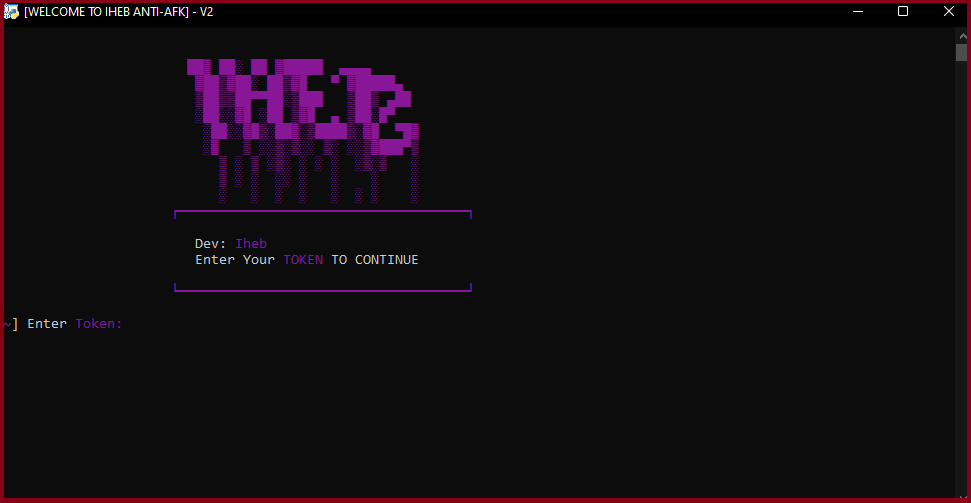 [WELCOME TO IHEB ANTI-AFK] - V2
IHEB
Dev: Iheb
Enter Your TOKEN TO CONTINUE
~] Enter Token: